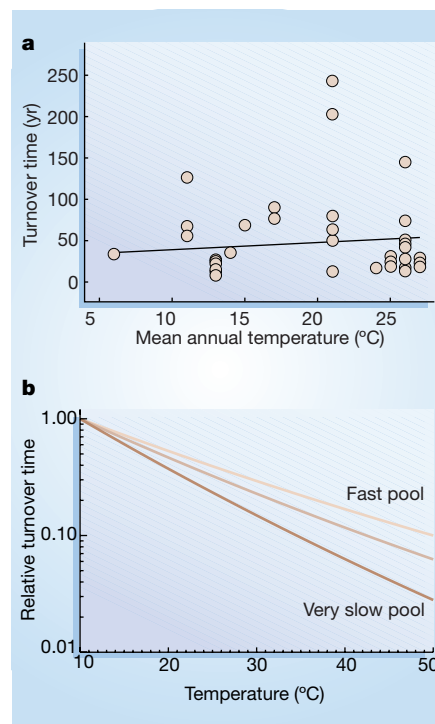 a
Turnover time (yr)
250
200
150
100
50
0
5
10
15
20
25
Mean annual temperature (ºC)
b
Relative turnover time
1.00
0.10
0.01
Fast pool
Very slow pool
10
20
30
40
50
Temperature (ºC)